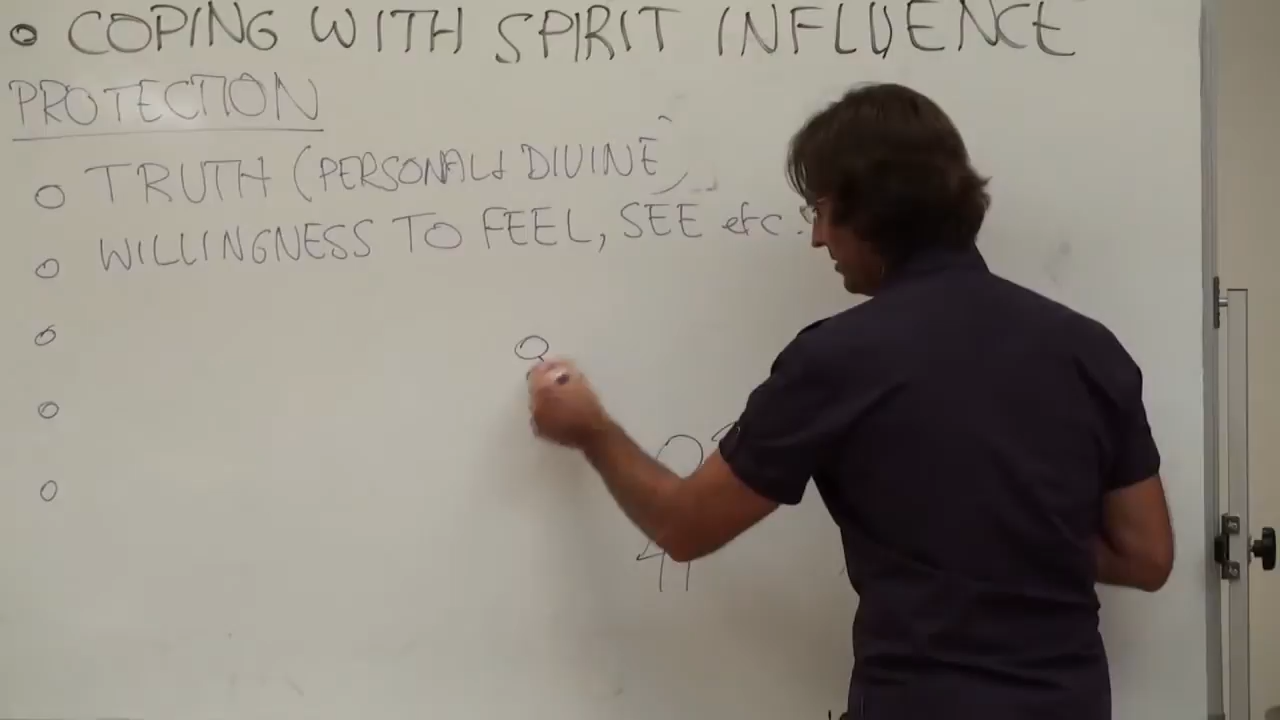 COPING WITH SPIRIT INFLUENCE
PROTECTION
TRUTH (PERSONAL & DIVINE)
WILLINGNESS TO FEEL, SEE etc.